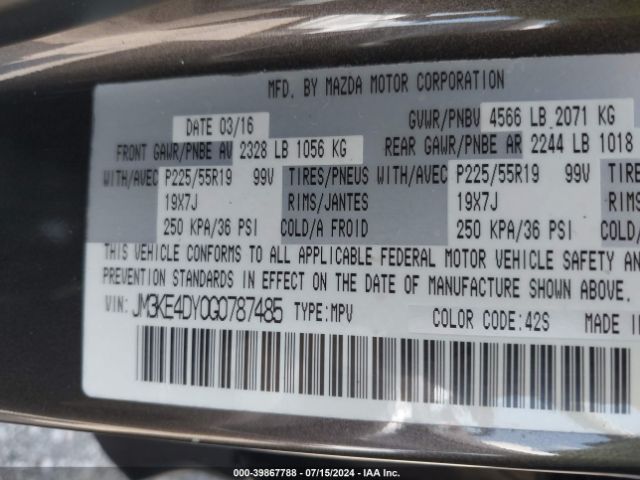 MFD. BY MAZDA MOTOR CORPORATION
DATE 03/16 GVWR/PNBV 4566 LB 2071 KG
FRONT GAWR/PNBE AV 2328 LB 1056 KG REAR GAWR/PNBE AR 2244 LB 1018
WITH/AVEC P225/55R19 99V TIRES/PNEUS WITH/AVEC P225/55R19 99V TIRE
19X7J RIMS/JANTES 19X7J RIMS
250 KPA/36 PSI COLD/A FROID 250 KPA/36 PSI COLD/
THIS VEHICLE CONFORMS TO ALL APPLICABLE FEDERAL MOTOR VEHICLE SAFETY AN
PREVENTION STANDARDS IN EFFECT ON THE DATE OF MANUFACTURE SHOWN ABOVE.
VIN: JM3KE4DY0G0787485 TYPE:MPV COLOR CODE:42S MADE I
000-39867788 - 07/15/2024 - IAA Inc.